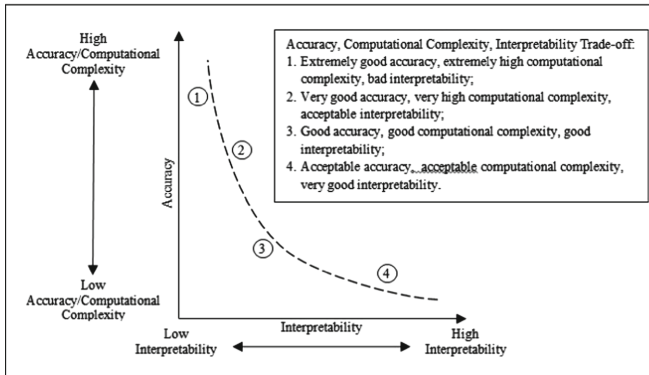 High
Accuracy/Computational
Complexity
Accuracy, Computational Complexity, Interpretability Trade-off:
1. Extremely good accuracy, extremely high computational
complexity, bad interpretability;
2. Very good accuracy, very high computational complexity,
acceptable interpretability;
3. Good accuracy, good computational complexity, good
interpretability;
4. Acceptable accuracy, acceptable computational complexity,
very good interpretability.
1
2
3
4
Accuracy
Low
Accuracy/Computational
Complexity
Interpretability
Low
Interpretability
High
Interpretability